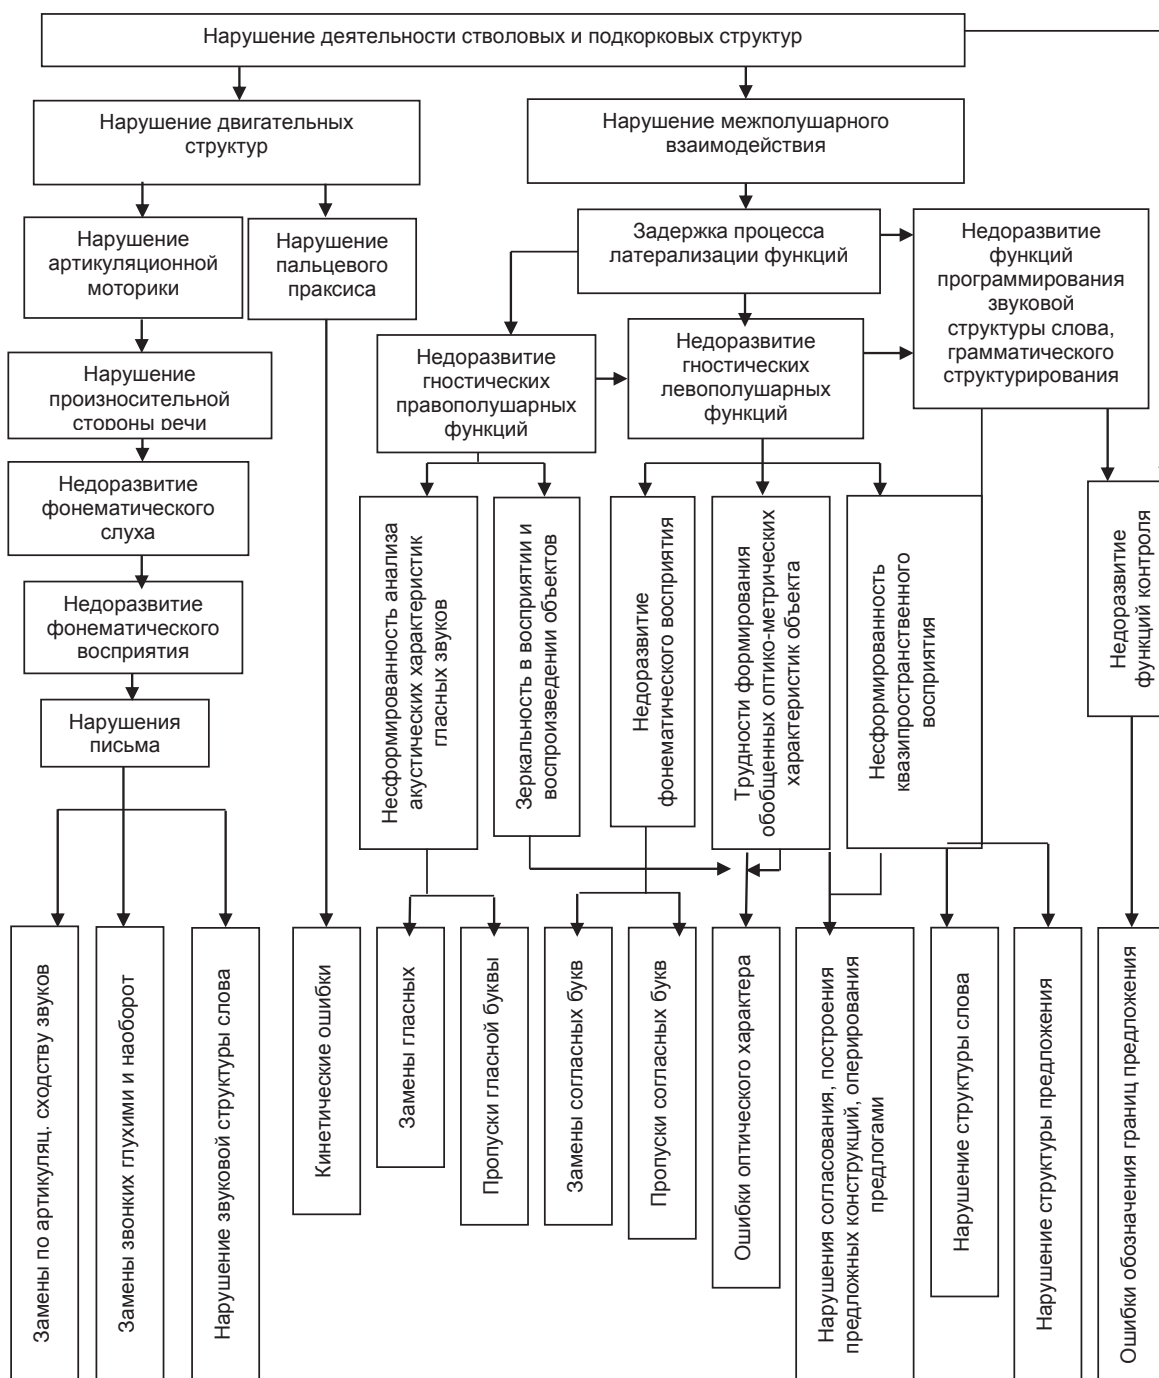 Нарушение деятельности стволовых и подкорковых структур
Нарушение двигательных
структур
Нарушение межполушарного
взаимодействия
Нарушение
артикуляционной
моторики
Нарушение
пальцевого
праксиса
Задержка процесса
латерализации функций
Недоразвитие
функций
программирования
звуковой
структуры слова,
грамматического
структурирования
Нарушение
произносительной
стороны речи
Недоразвитие
гностических
правополушарных
функций
Недоразвитие
гностических
левополушарных
функций
Недоразвитие
фонематического
слуха
Недоразвитие
фонематического
восприятия
Нарушения
письма
Несформированность анализа
акустических характеристик
гласных звуков
Зеркальность в восприятии и
воспроизведении объектов
Недоразвитие
фонематического восприятия
Трудности формирования
обобщенных оптико-метрических
характеристик объекта
Несформированность
квазипространственного
восприятия
Недоразвитие
функций контроля
Замены по артикуляц. сходству звуков
Замены звонких глухими и наоборот
Нарушение звуковой структуры слова
Кинетические ошибки
Замены гласных
Пропуски гласной буквы
Замены согласных букв
Пропуски согласных букв
Ошибки оптического характера
Нарушения согласования, построения
предложных конструкций, оперирования
предлогами
Нарушение структуры слова
Нарушение структуры предложения
Ошибки обозначения границ предложения